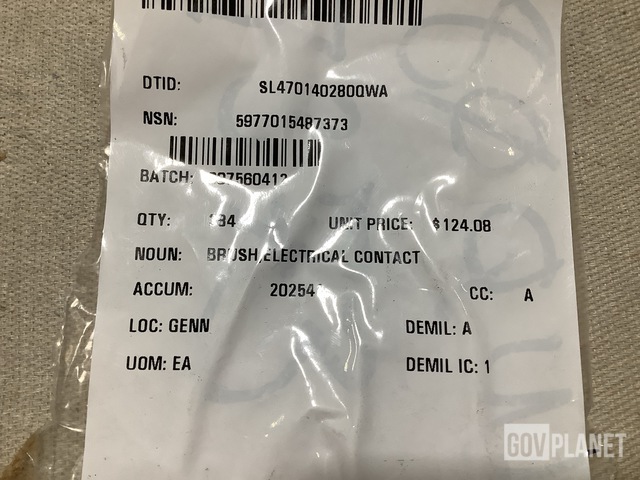 DTID: SL4701402800WA
NSN: 5977015487373
BATCH:
QTY: UNIT PRICE: $124.08
NOUN: BRUSH,ELECTRICAL CONTACT
ACCUM: CC: A
LOC: GENN DEMIL: A
UOM: EA DEMIL IC: 1
GOVPLANET